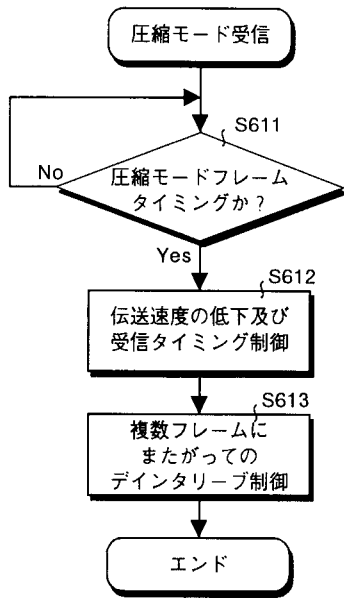 圧縮モード受信
S611
圧縮モードフレーム
タイミングか？
No
Yes
S612
伝送速度の低下及び
受信タイミング制御
S613
複数フレームに
またがっての
デインタリーブ制御
エンド